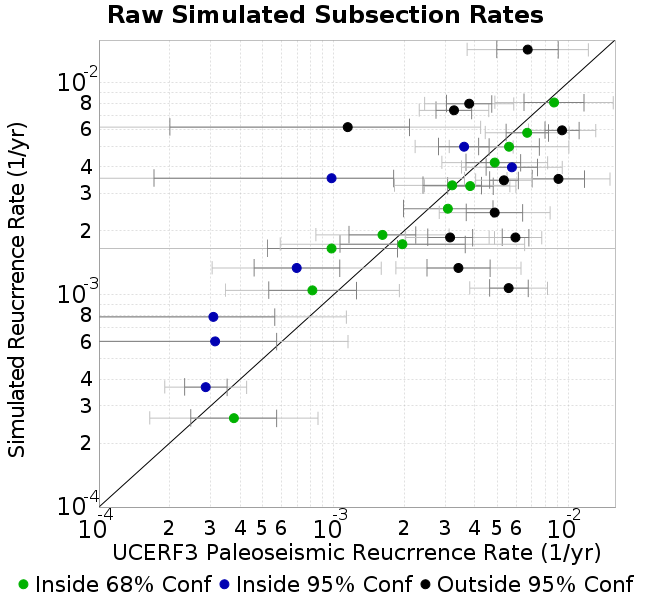 Raw Simulated Subsection Rates
Simulated Reucrrence Rate (1/yr)
10^-2
8
6
4
3
2
10^-3
8
6
4
3
2
10^-4
10^-4 2 3 4 5 6 10^-3 2 3 4 5 6 10^-2
UCERF3 Paleoseismic Reucrrence Rate (1/yr)
Inside 68% Conf Inside 95% Conf Outside 95% Conf